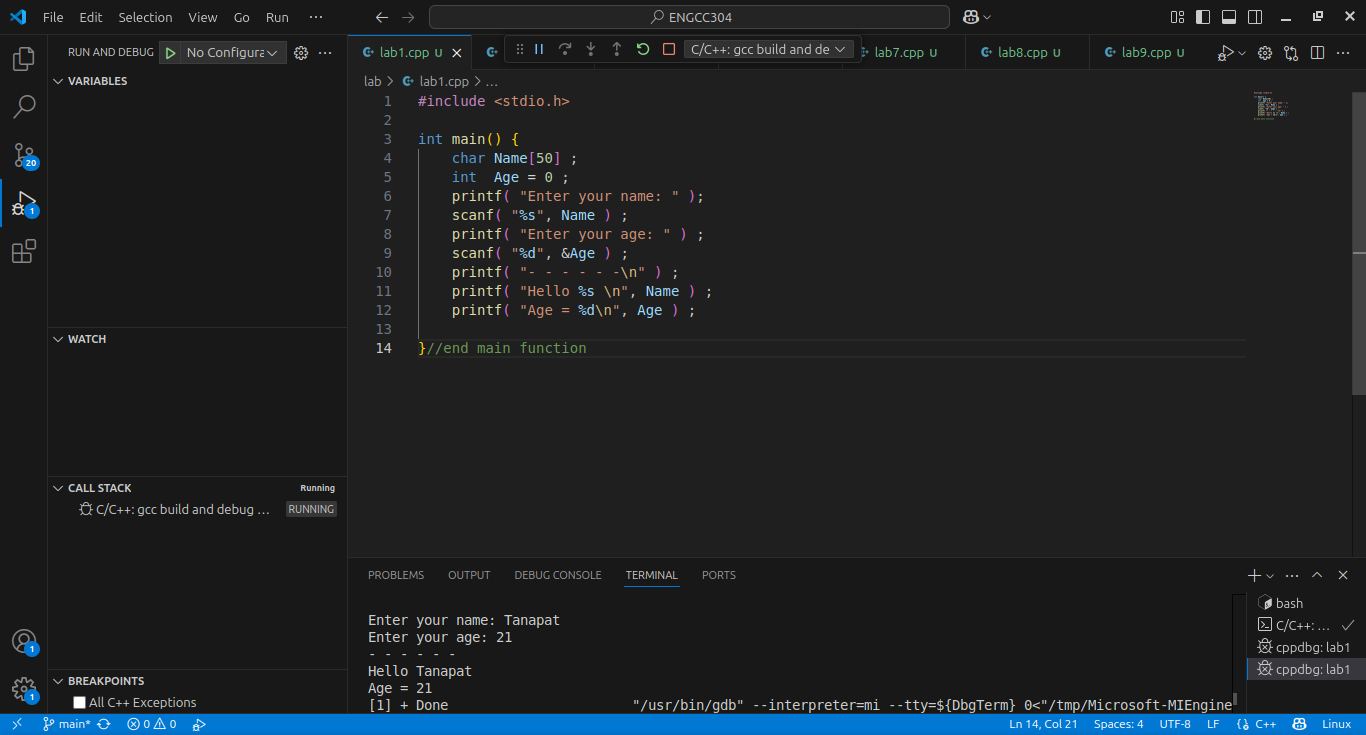 File Edit Selection View Go Run ⋯ ENGCC304
RUN AND DEBUG No Configura
lab1.cpp U C/C++: gcc build and de lab7.cpp U lab8.cpp U lab9.cpp U
VARIABLES
lab > lab1.cpp > ...
1 #include <stdio.h>
2
3 int main() {
4 char Name[50] ;
5 int  Age = 0 ;
6 printf( "Enter your name: " );
7 scanf( "%s", Name ) ;
8 printf( "Enter your age: " ) ;
9 scanf( "%d", &Age ) ;
10 printf( "- - - - - -\n" ) ;
11 printf( "Hello %s \n", Name ) ;
12 printf( "Age = %d\n", Age ) ;
13
14 }//end main function
20
1
WATCH
CALL STACK Running
C/C++: gcc build and debug ... RUNNING
BREAKPOINTS
All C++ Exceptions
1
1
PROBLEMS OUTPUT DEBUG CONSOLE TERMINAL PORTS
Enter your name: Tanapat
Enter your age: 21
- - - - - -
Hello Tanapat
Age = 21
[1] + Done "/usr/bin/gdb" --interpreter=mi --tty=${DbgTerm} 0<"/tmp/Microsoft-MIEngine
bash
C/C++: ...
cppdbg: lab1
cppdbg: lab1
main* 0 0 Ln 14, Col 21 Spaces: 4 UTF-8 LF C++ Linux